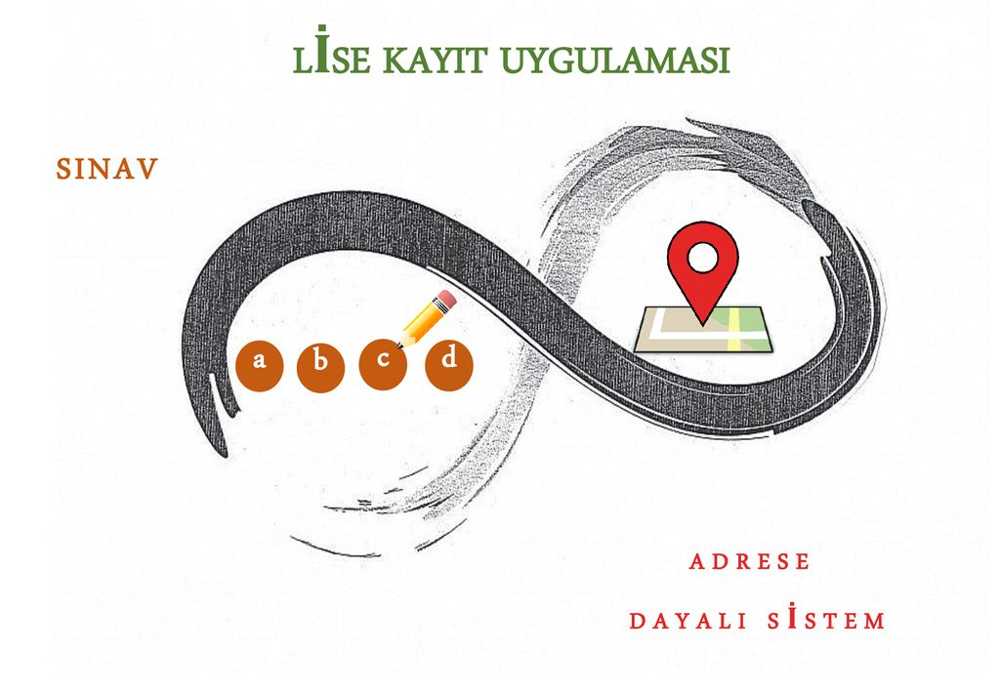 LİSE KAYIT UYGULAMASI
SINAV
a b c d
ADRESE
DAYALI SİSTEM